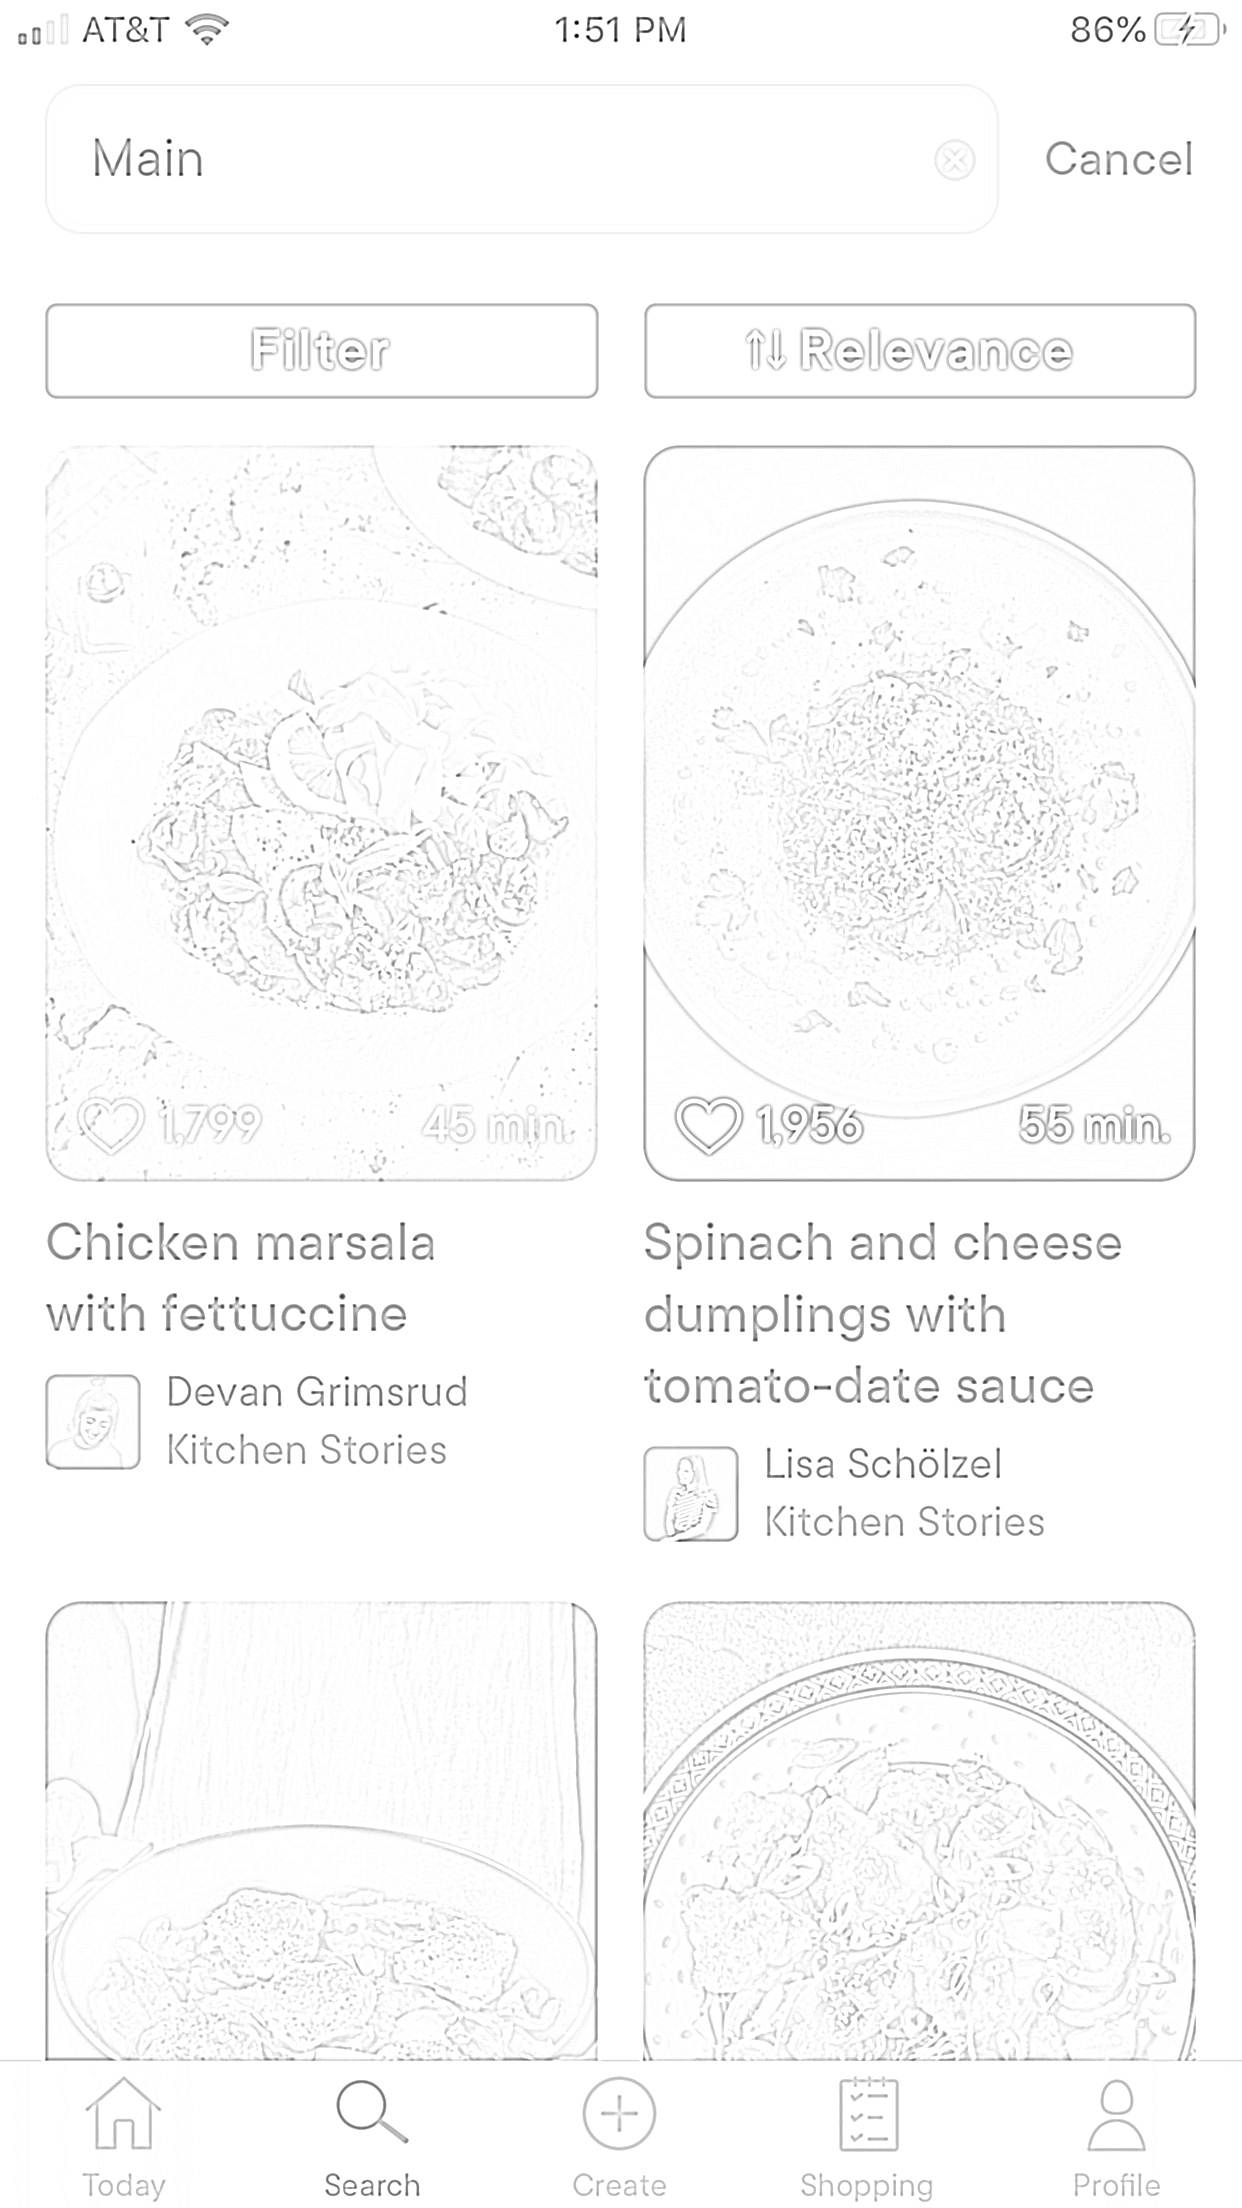 AT&T 1:51 PM 86%
Main Cancel
Filter Relevance
1,799 45 min. 1,956 55 min.
Chicken marsala
with fettuccine
Devan Grimsrud
Kitchen Stories
Spinach and cheese
dumplings with
tomato-date sauce
Lisa Schölzel
Kitchen Stories
Today Search Create Shopping Profile